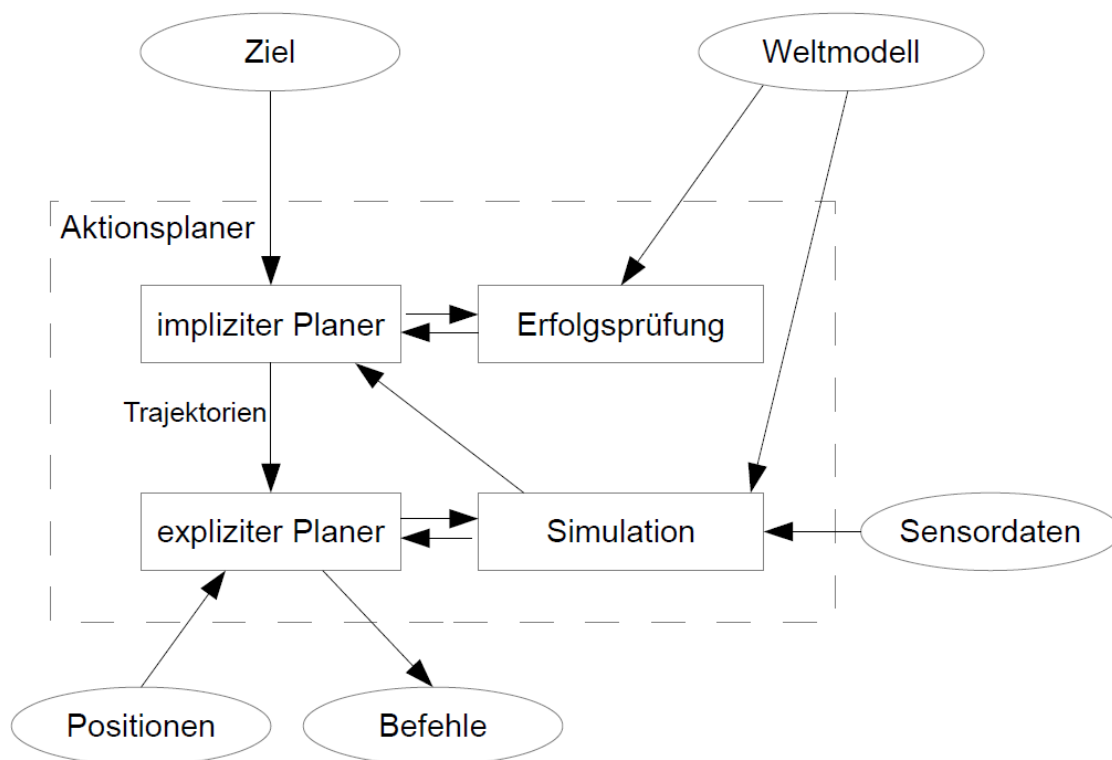 Ziel
Weltmodell
Aktionsplaner
impliziter Planer
Erfolgsprüfung
Trajektorien
expliziter Planer
Simulation
Sensordaten
Positionen
Befehle